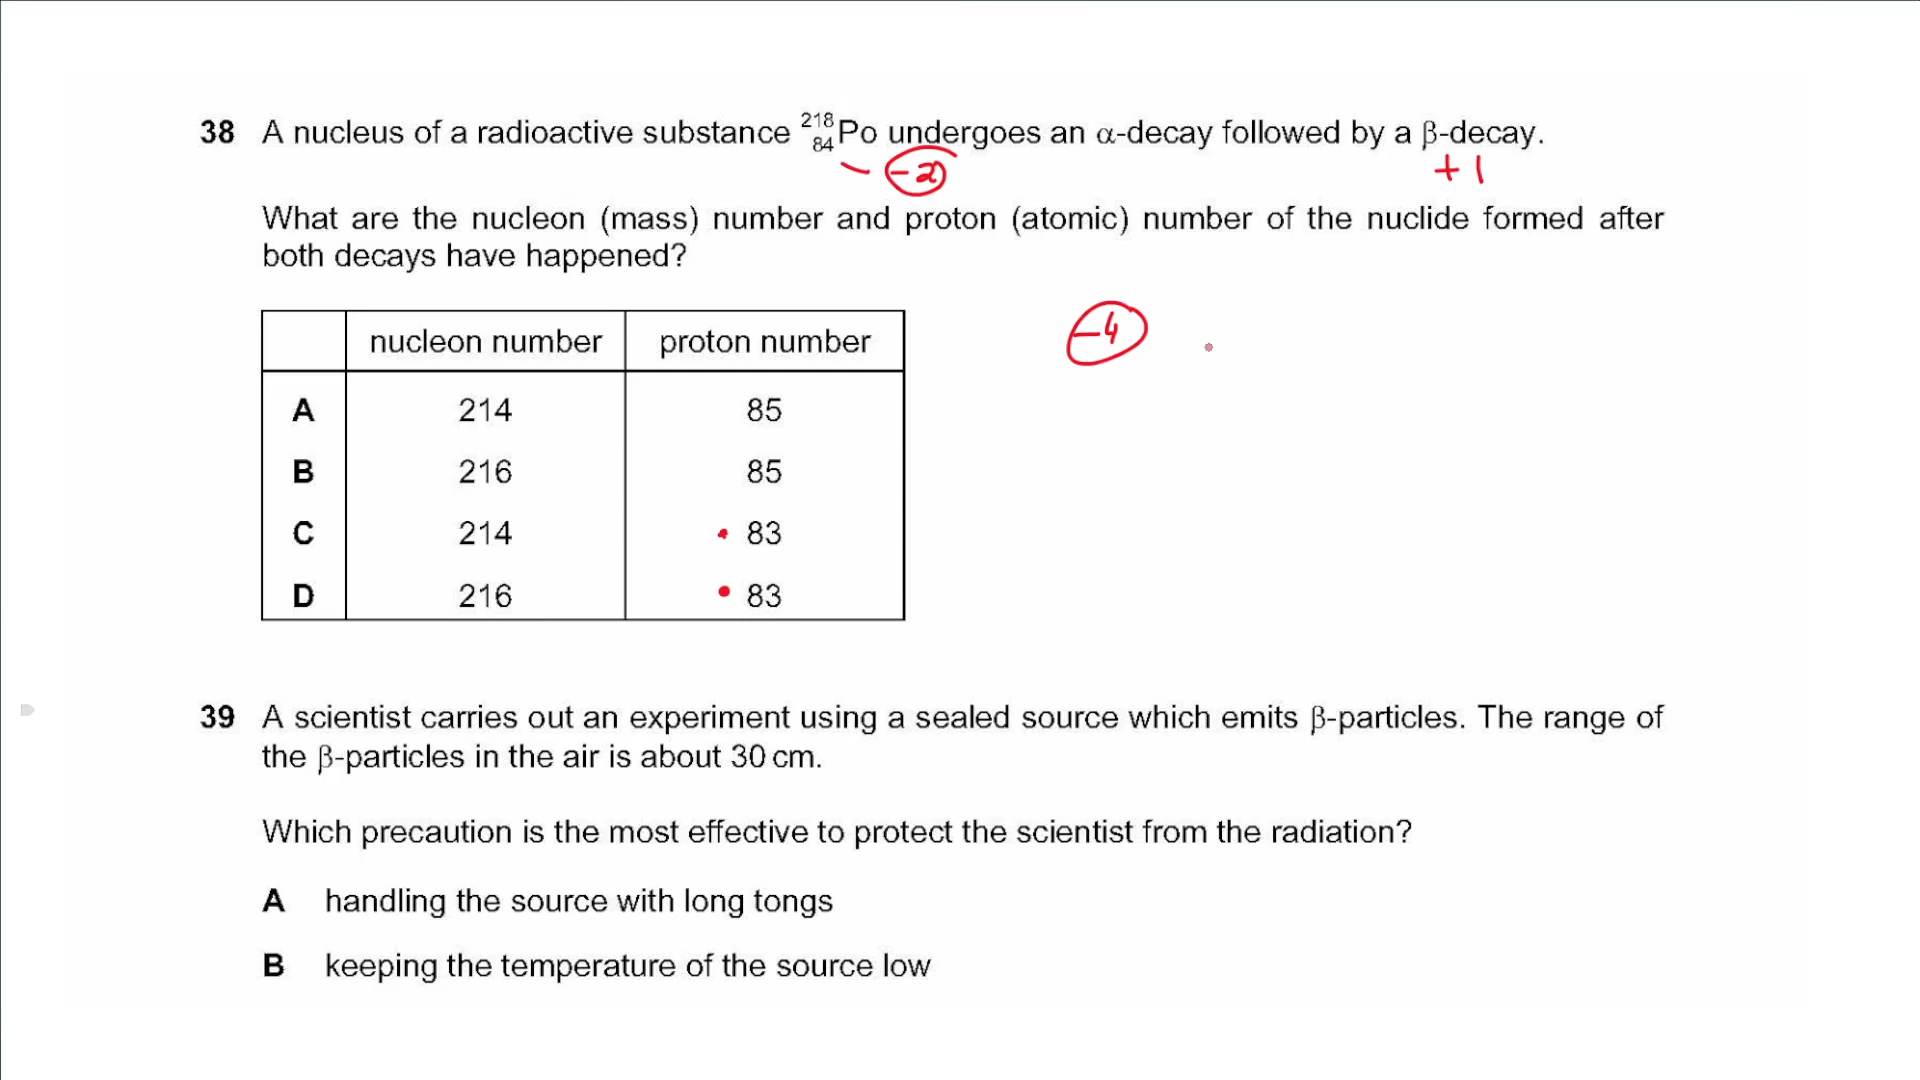 38 A nucleus of a radioactive substance ²¹⁸₈₄Po undergoes an α-decay followed by a β-decay.
− −2 +1
What are the nucleon (mass) number and proton (atomic) number of the nuclide formed after
both decays have happened?
−4
nucleon number proton number
A 214 85
B 216 85
C 214 83
D 216 83
39 A scientist carries out an experiment using a sealed source which emits β-particles. The range of
the β-particles in the air is about 30 cm.
Which precaution is the most effective to protect the scientist from the radiation?
A handling the source with long tongs
B keeping the temperature of the source low